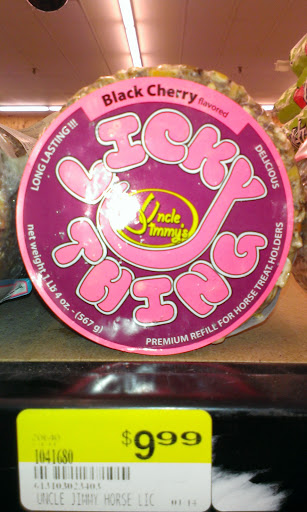 Black Cherry flavored
LONG LASTING!!!
DELICIOUS
LICKY
Uncle
Jimmy's
THING
net weight - 1 Lb 4 oz. - (567 g)
PREMIUM REFILL FOR HORSE TREAT HOLDERS
$9.99
1041680
UNCLE JIMMY HORSE LIC